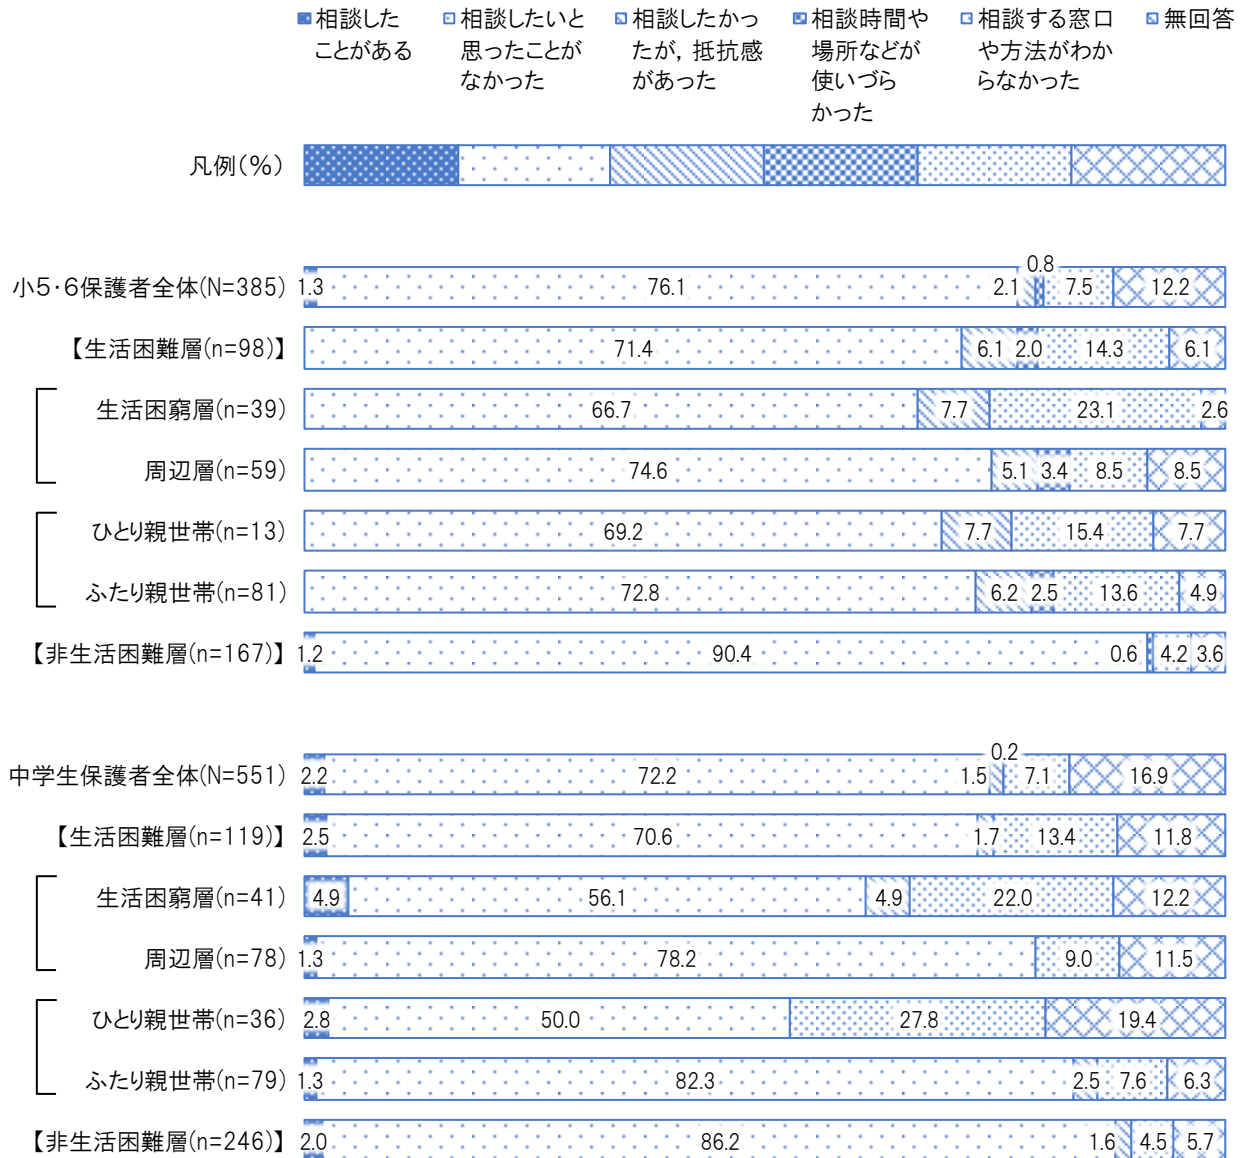 相談した
ことがある
相談したいと
思ったことが
なかった
相談したかっ
たが，抵抗感
があった
相談時間や
場所などが
使いづら
かった
相談する窓口
や方法がわか
らなかった
無回答
凡例(％)
小5・6保護者全体(N=385) 1.3 76.1 2.1 0.8 7.5 12.2
【生活困難層(n=98)】 71.4 6.1 2.0 14.3 6.1
生活困窮層(n=39) 66.7 7.7 23.1 2.6
周辺層(n=59) 74.6 5.1 3.4 8.5 8.5
ひとり親世帯(n=13) 69.2 7.7 15.4 7.7
ふたり親世帯(n=81) 72.8 6.2 2.5 13.6 4.9
【非生活困難層(n=167)】 1.2 90.4 0.6 4.2 3.6
中学生保護者全体(N=551) 2.2 72.2 1.5 0.2 7.1 16.9
【生活困難層(n=119)】 2.5 70.6 1.7 13.4 11.8
生活困窮層(n=41) 4.9 56.1 4.9 22.0 12.2
周辺層(n=78) 1.3 78.2 9.0 11.5
ひとり親世帯(n=36) 2.8 50.0 27.8 19.4
ふたり親世帯(n=79) 1.3 82.3 2.5 7.6 6.3
【非生活困難層(n=246)】 2.0 86.2 1.6 4.5 5.7